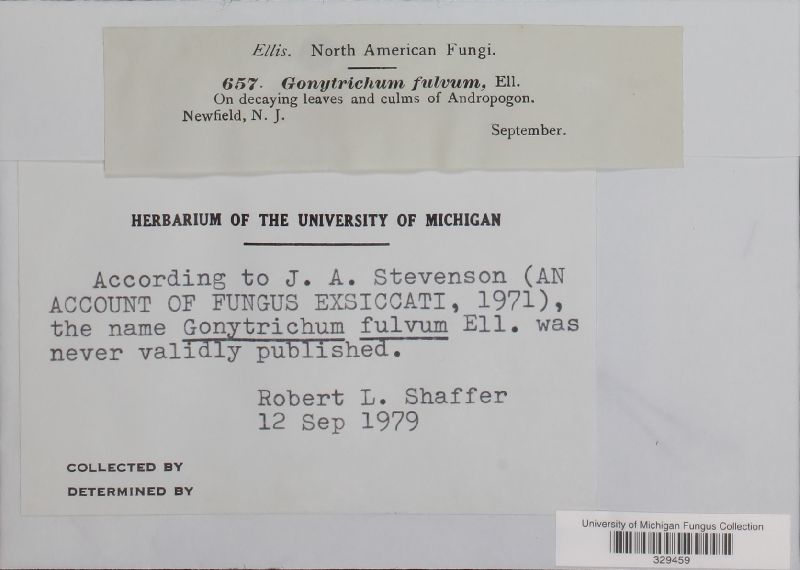 Ellis. North American Fungi.
657. Gonytrichum fulvum, Ell.
On decaying leaves and culms of Andropogon.
Newfield, N. J.
September.
HERBARIUM OF THE UNIVERSITY OF MICHIGAN
According to J. A. Stevenson (AN
ACCOUNT OF FUNGUS EXSICCATI, 1971),
the name Gonytrichum fulvum Ell. was
never validly published.
Robert L. Shaffer
12 Sep 1979
COLLECTED BY
DETERMINED BY
University of Michigan Fungus Collection
329459